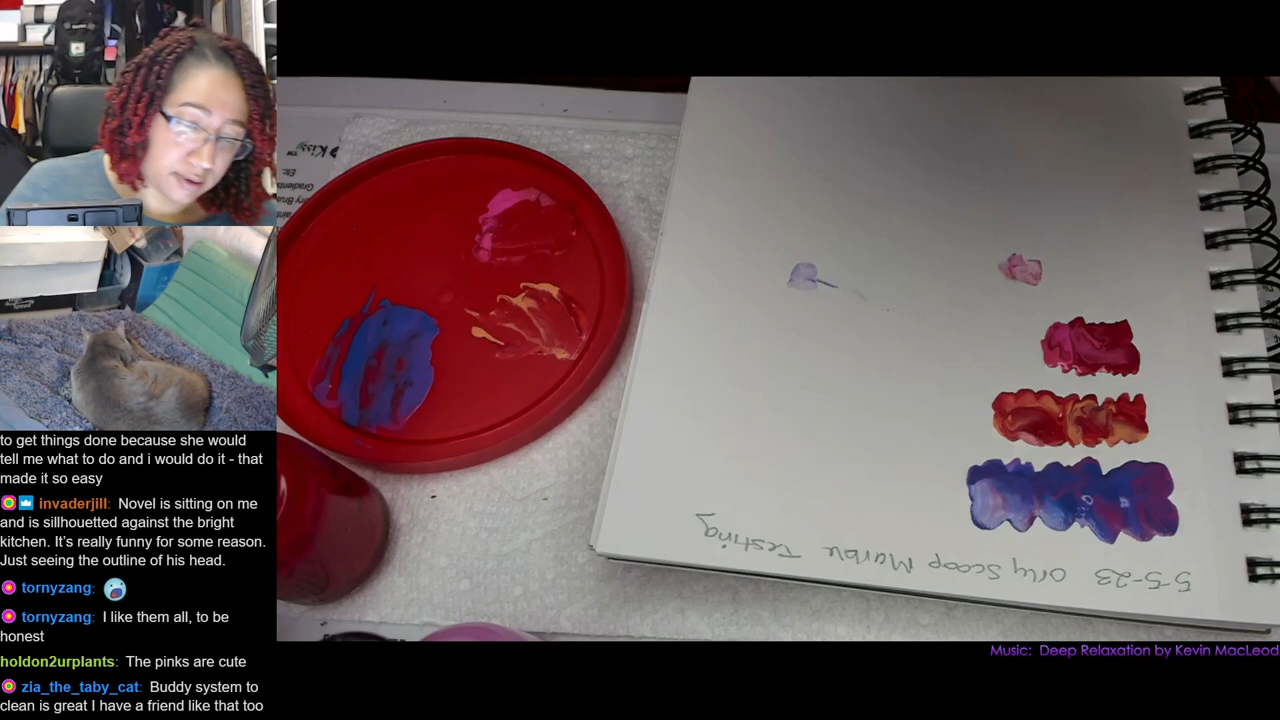 to get things done because she would
tell me what to do and i would do it - that
made it so easy
invaderjill: Novel is sitting on me
and is sillhouetted against the bright
kitchen. It's really funny for some reason.
Just seeing the outline of his head.
tornyzang:
tornyzang: I like them all, to be
honest
holdon2urplants: The pinks are cute
zia_the_taby_cat: Buddy system to
clean is great I have a friend like that too
Kiss
Etc.
Gradients
5-5-23 Orly Scoop Marble Testing
Music: Deep Relaxation by Kevin MacLeod